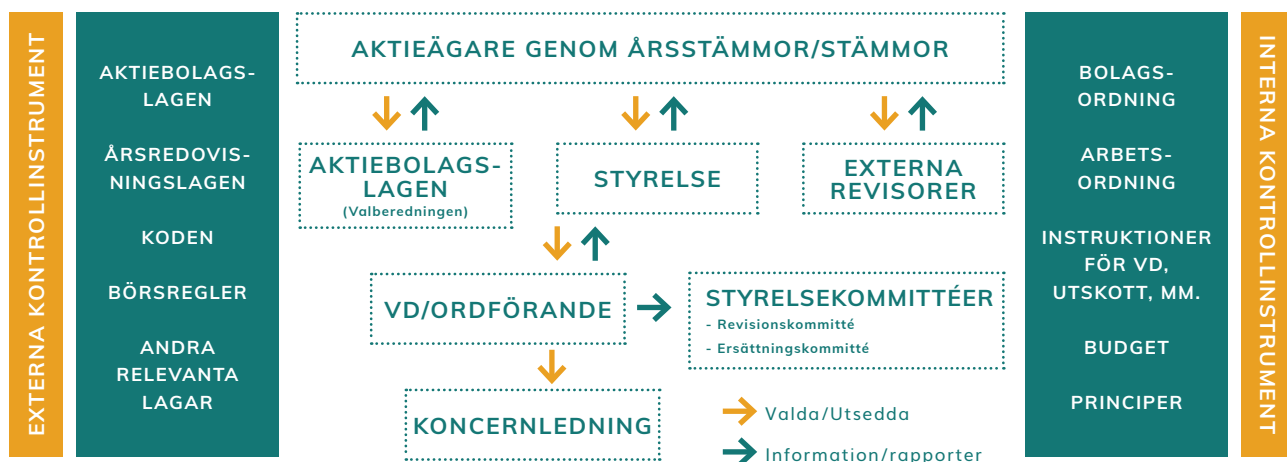 EXTERNA KONTROLLINSTRUMENT
AKTIEBOLAGS-
LAGEN
ÅRSREDOVIS-
NINGSLAGEN
KODEN
BÖRSREGLER
ANDRA
RELEVANTA
LAGAR
AKTIEÄGARE GENOM ÅRSSTÄMMOR/STÄMMOR
AKTIEBOLAGS-
LAGEN
(Valberedningen)
STYRELSE
EXTERNA
REVISORER
VD/ORDFÖRANDE
STYRELSEKOMMITTÉER
- Revisionskommitté
- Ersättningskommitté
KONCERNLEDNING
Valda/Utsedda
Information/rapporter
BOLAGS-
ORDNING
ARBETS-
ORDNING
INSTRUKTIONER
FÖR VD,
UTSKOTT, MM.
BUDGET
PRINCIPER
INTERNA KONTROLLINSTRUMENT